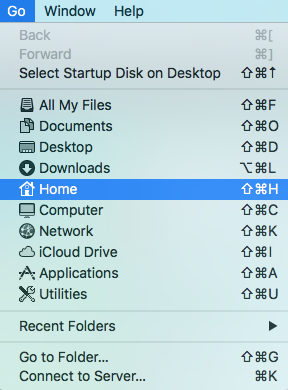 Go Window Help
Back ⌘[
Forward ⌘]
Select Startup Disk on Desktop ⇧⌘↑
All My Files ⇧⌘F
Documents ⇧⌘O
Desktop ⇧⌘D
Downloads ⌥⌘L
Home ⇧⌘H
Computer ⇧⌘C
Network ⇧⌘K
iCloud Drive ⇧⌘I
Applications ⇧⌘A
Utilities ⇧⌘U
Recent Folders ▶
Go to Folder... ⇧⌘G
Connect to Server... ⌘K